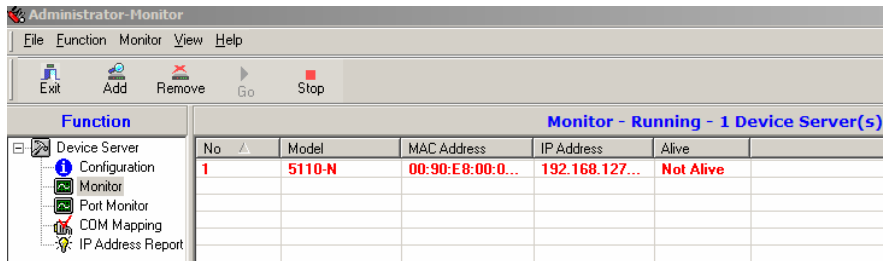 Administrator-Monitor
File Function Monitor View Help
Exit Add Remove Go Stop
Function
Monitor - Running - 1 Device Server(s)
Device Server
Configuration
Monitor
Port Monitor
COM Mapping
IP Address Report
No Model MAC Address IP Address Alive
1 5110-N 00:90:E8:00:0... 192.168.127... Not Alive